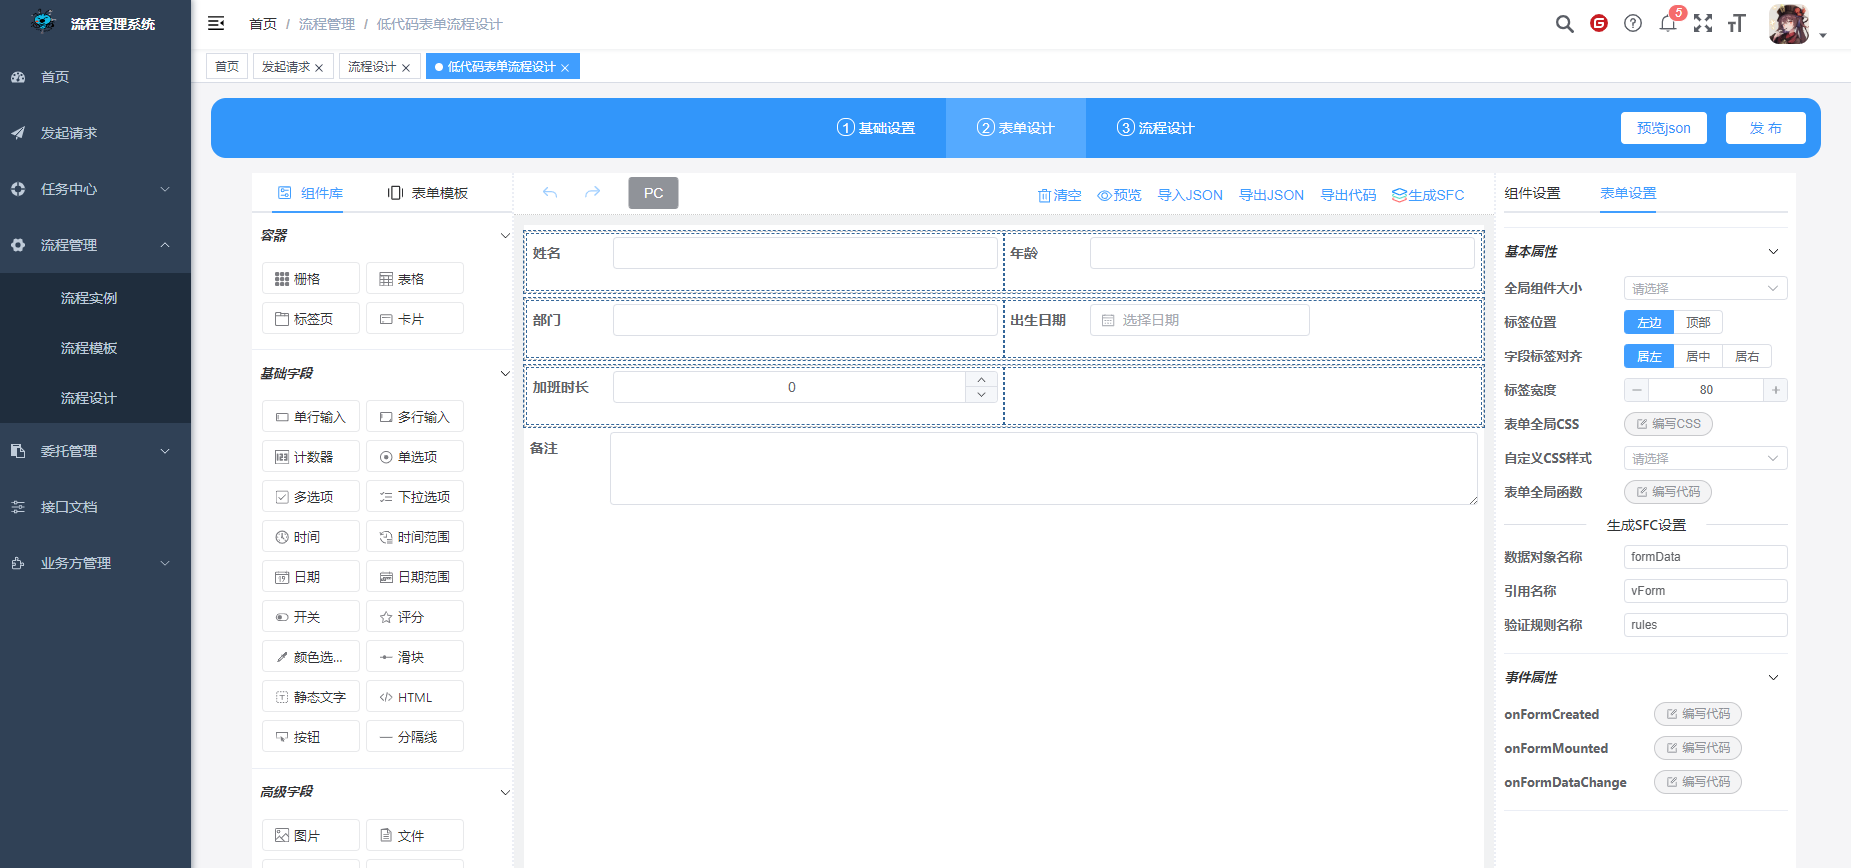 流程管理系统
首页 / 流程管理 / 低代码表单流程设计
5
首页
发起请求
流程设计
低代码表单流程设计
首页
发起请求
任务中心
流程管理
流程实例
流程模板
流程设计
委托管理
接口文档
业务方管理
1 基础设置
2 表单设计
3 流程设计
预览json
发 布
组件库
表单模板
容器
栅格
表格
标签页
卡片
基础字段
单行输入
多行输入
计数器
单选项
多选项
下拉选项
时间
时间范围
日期
日期范围
开关
评分
颜色选...
滑块
静态文字
HTML
按钮
分隔线
高级字段
图片
文件
PC
清空
预览
导入JSON
导出JSON
导出代码
生成SFC
姓名
年龄
部门
出生日期
选择日期
加班时长
0
备注
组件设置
表单设置
基本属性
全局组件大小
请选择
标签位置
左边
顶部
字段标签对齐
居左
居中
居右
标签宽度
80
表单全局CSS
编写CSS
自定义CSS样式
请选择
表单全局函数
编写代码
生成SFC设置
数据对象名称
formData
引用名称
vForm
验证规则名称
rules
事件属性
onFormCreated
编写代码
onFormMounted
编写代码
onFormDataChange
编写代码